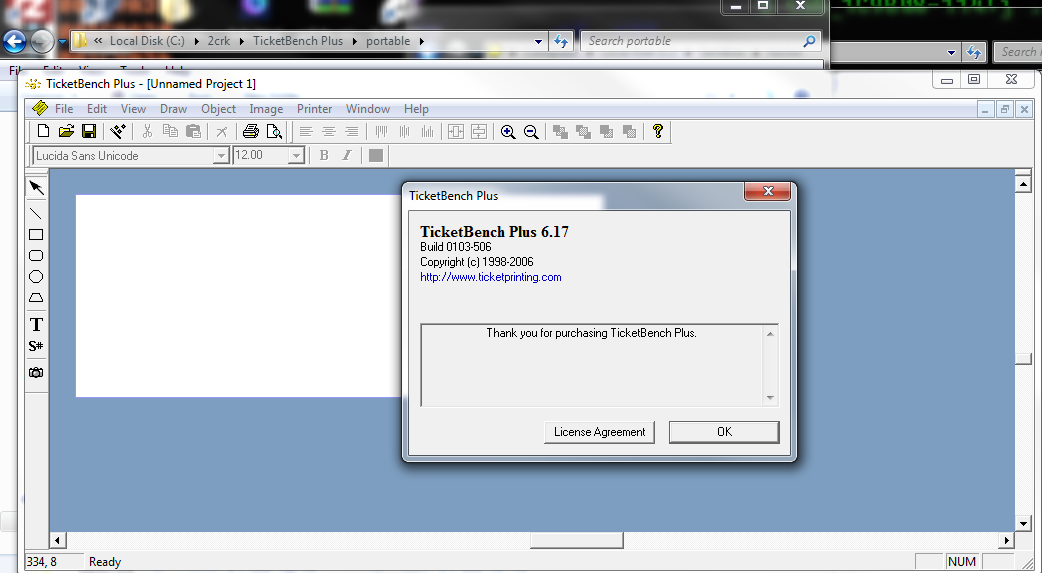 Local Disk (C:) 2crk TicketBench Plus portable
Search portable
Search
TicketBench Plus - [Unnamed Project 1]
File Edit View Draw Object Image Printer Window Help
Lucida Sans Unicode 12.00 B I
T
S#
TicketBench Plus
TicketBench Plus 6.17
Build 0103-506
Copyright (c) 1998-2006
http://www.ticketprinting.com
Thank you for purchasing TicketBench Plus.
License Agreement OK
334, 8 Ready NUM